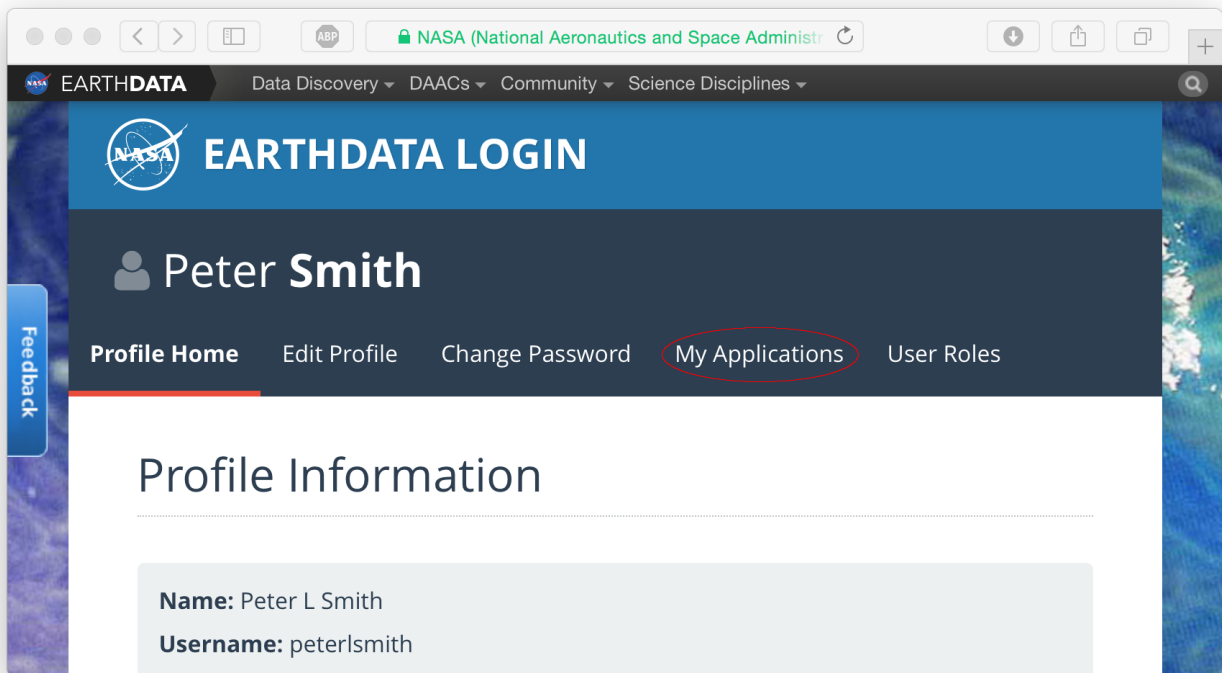 ABP
NASA (National Aeronautics and Space Administr
NASA EARTHDATA Data Discovery DAACs Community Science Disciplines
NASA EARTHDATA LOGIN
Peter Smith
Feedback
Profile Home Edit Profile Change Password My Applications User Roles
Profile Information
Name: Peter L Smith
Username: peterlsmith